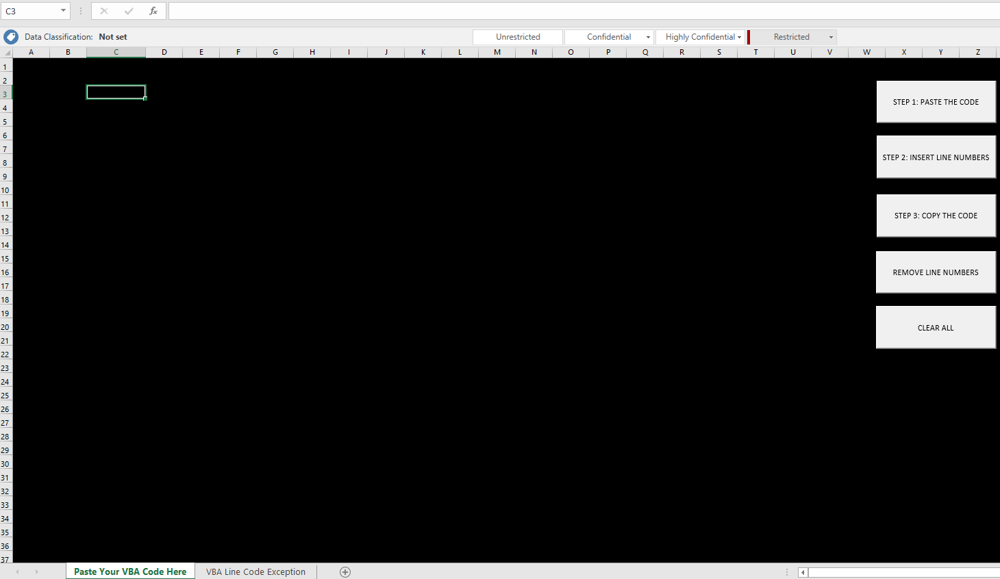 C3
fx
Data Classification: Not set
Unrestricted
Confidential
Highly Confidential
Restricted
A B C D E F G H I J K L M N O P Q R S T U V W X Y Z
1
2
3
4
5
6
7
8
9
10
11
12
13
14
15
16
17
18
19
20
21
22
23
24
25
26
27
28
29
30
31
32
33
34
35
36
37
STEP 1: PASTE THE CODE
STEP 2: INSERT LINE NUMBERS
STEP 3: COPY THE CODE
REMOVE LINE NUMBERS
CLEAR ALL
Paste Your VBA Code Here
VBA Line Code Exception